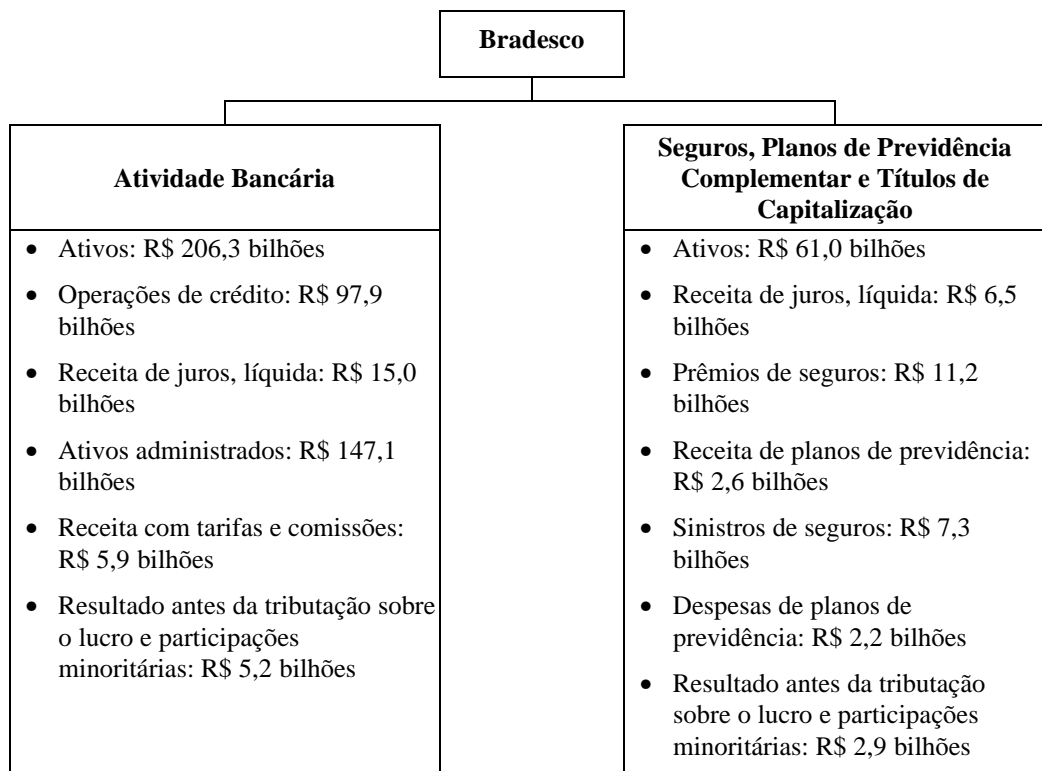 Bradesco
Atividade Bancária
• Ativos: R$ 206,3 bilhões
• Operações de crédito: R$ 97,9
bilhões
• Receita de juros, líquida: R$ 15,0
bilhões
• Ativos administrados: R$ 147,1
bilhões
• Receita com tarifas e comissões:
R$ 5,9 bilhões
• Resultado antes da tributação sobre
o lucro e participações
minoritárias: R$ 5,2 bilhões
Seguros, Planos de Previdência
Complementar e Títulos de
Capitalização
• Ativos: R$ 61,0 bilhões
• Receita de juros, líquida: R$ 6,5
bilhões
• Prêmios de seguros: R$ 11,2
bilhões
• Receita de planos de previdência:
R$ 2,6 bilhões
• Sinistros de seguros: R$ 7,3
bilhões
• Despesas de planos de
previdência: R$ 2,2 bilhões
• Resultado antes da tributação
sobre o lucro e participações
minoritárias: R$ 2,9 bilhões